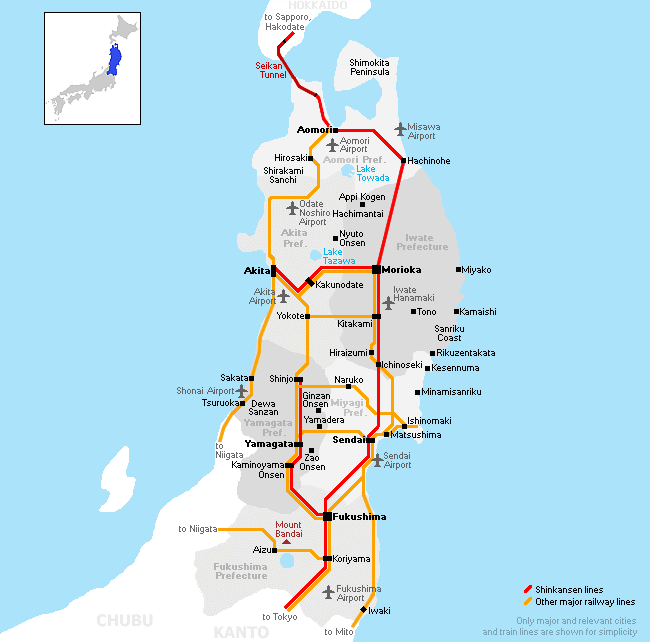 HOKKAIDO
to Sapporo,
Hakodate
Seikan
Tunnel
Shimokita
Peninsula
Aomori
Misawa
Airport
Aomori
Airport
Hirosaki
Aomori Pref.
Hachinohe
Shirakami
Sanchi
Lake
Towada
Appi Kogen
Hachimantai
Odate
Noshiro
Airport
Akita
Pref.
Nyuto
Onsen
Iwate
Prefecture
Lake
Tazawa
Akita
Morioka
Miyako
Kakunodate
Akita
Airport
Iwate
Hanamaki
Yokote
Kitakami
Tono
Kamaishi
Sanriku
Coast
Hiraizumi
Rikuzentakata
Ichinoseki
Kesennuma
Sakata
Shinjo
Naruko
Shonai Airport
Minamisanriku
Tsuruoka
Dewa
Sanzan
Ginzan
Onsen
Miyagi
Pref.
Yamadera
Yamagata
Pref.
Ishinomaki
Matsushima
Yamagata
Sendai
to
Niigata
Kaminoyama
Onsen
Zao
Onsen
Sendai
Airport
Fukushima
to Niigata
Mount
Bandai
Aizu
Koriyama
Fukushima
Prefecture
Fukushima
Airport
Shinkansen lines
Other major railway lines
Iwaki
to Tokyo
to Mito
CHUBU
KANTO
Only major and relevant cities
and train lines are shown for simplicity